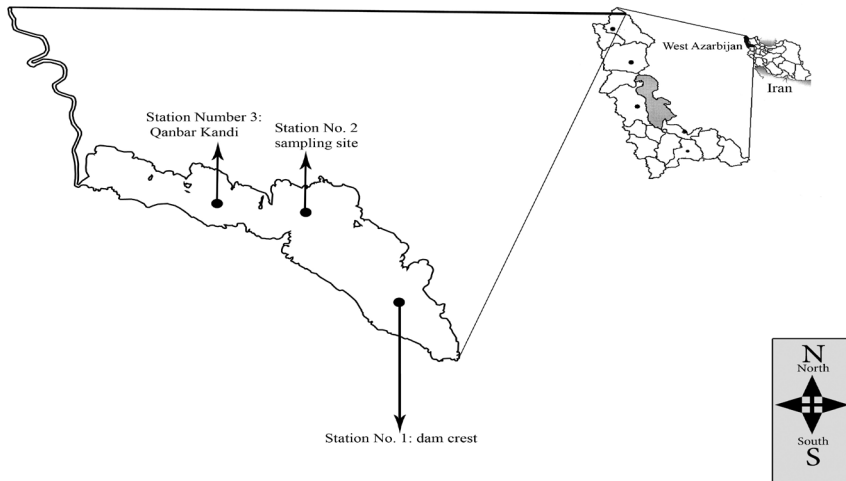 West Azarbijan
Iran
Station Number 3:
Qanbar Kandi
Station No. 2
sampling site
Station No. 1: dam crest
N
North
South
S